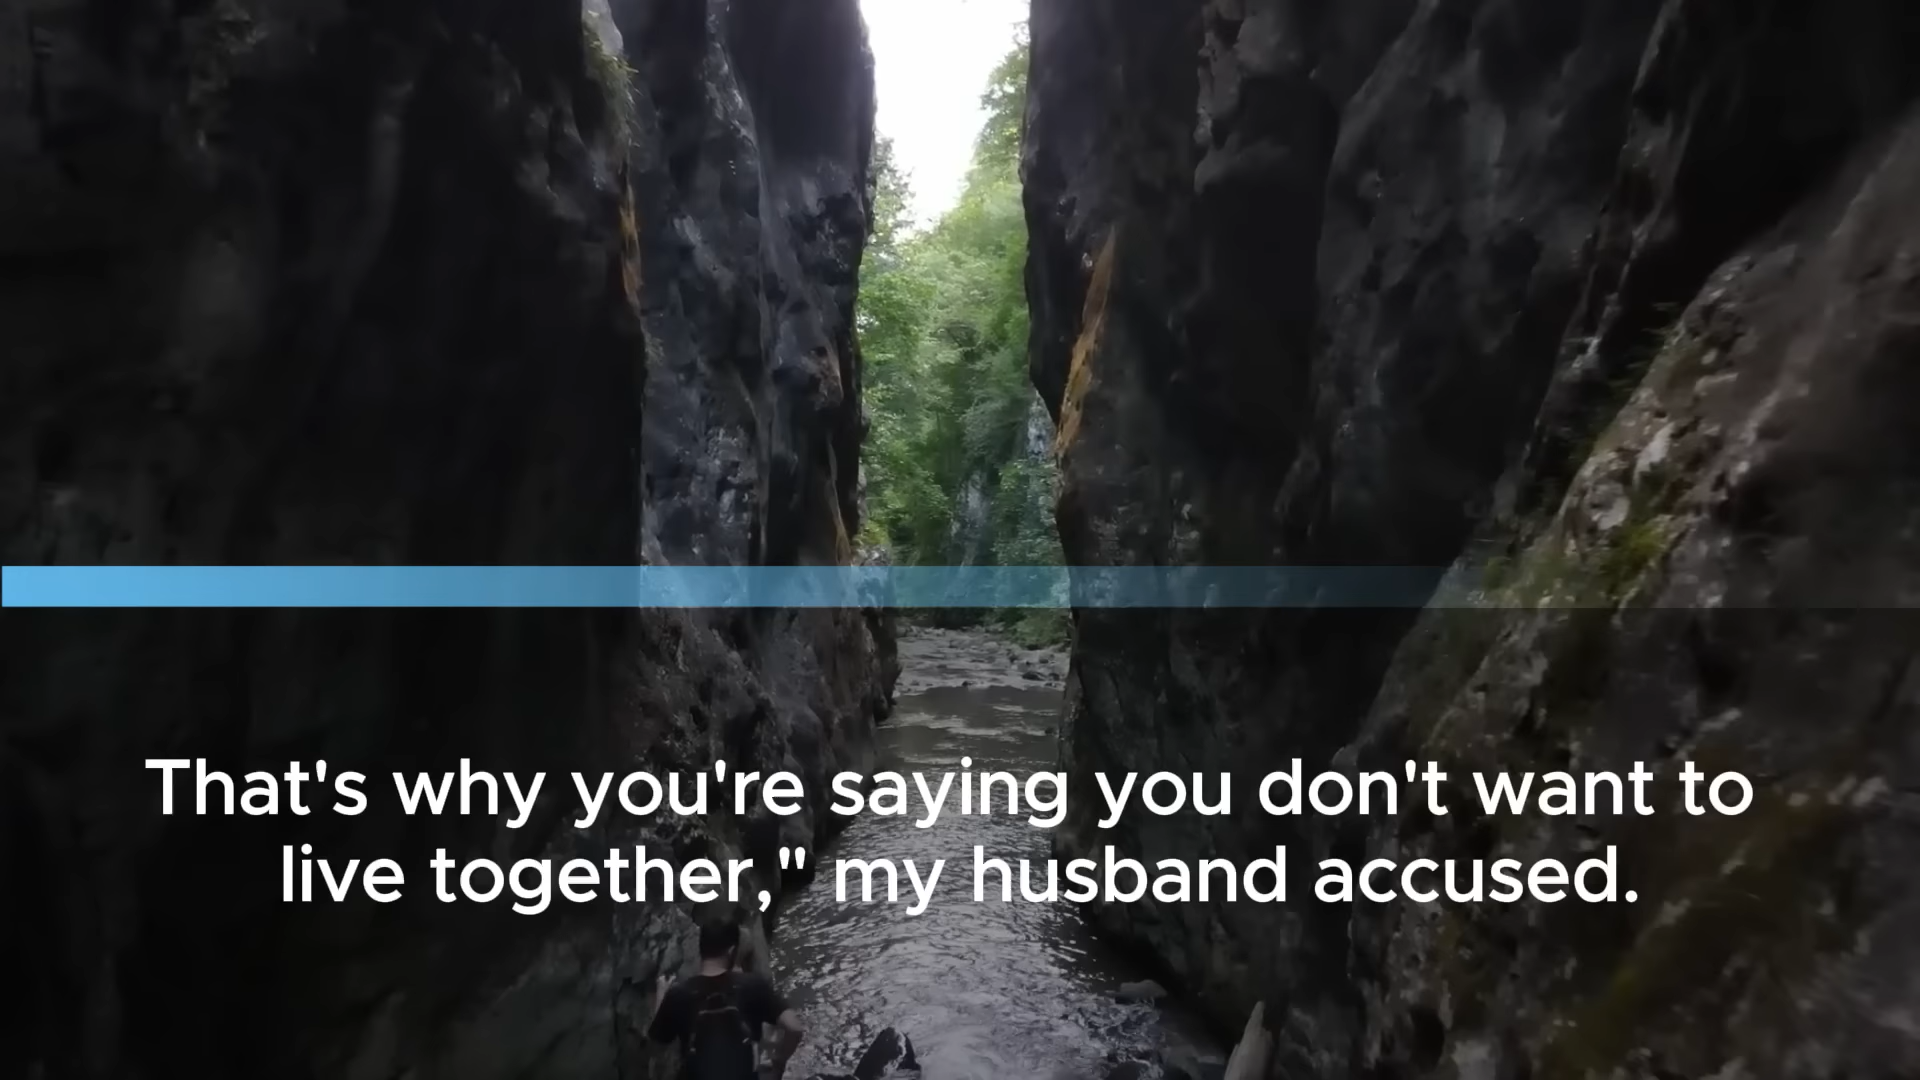 That's why you're saying you don't want to
live together," my husband accused.